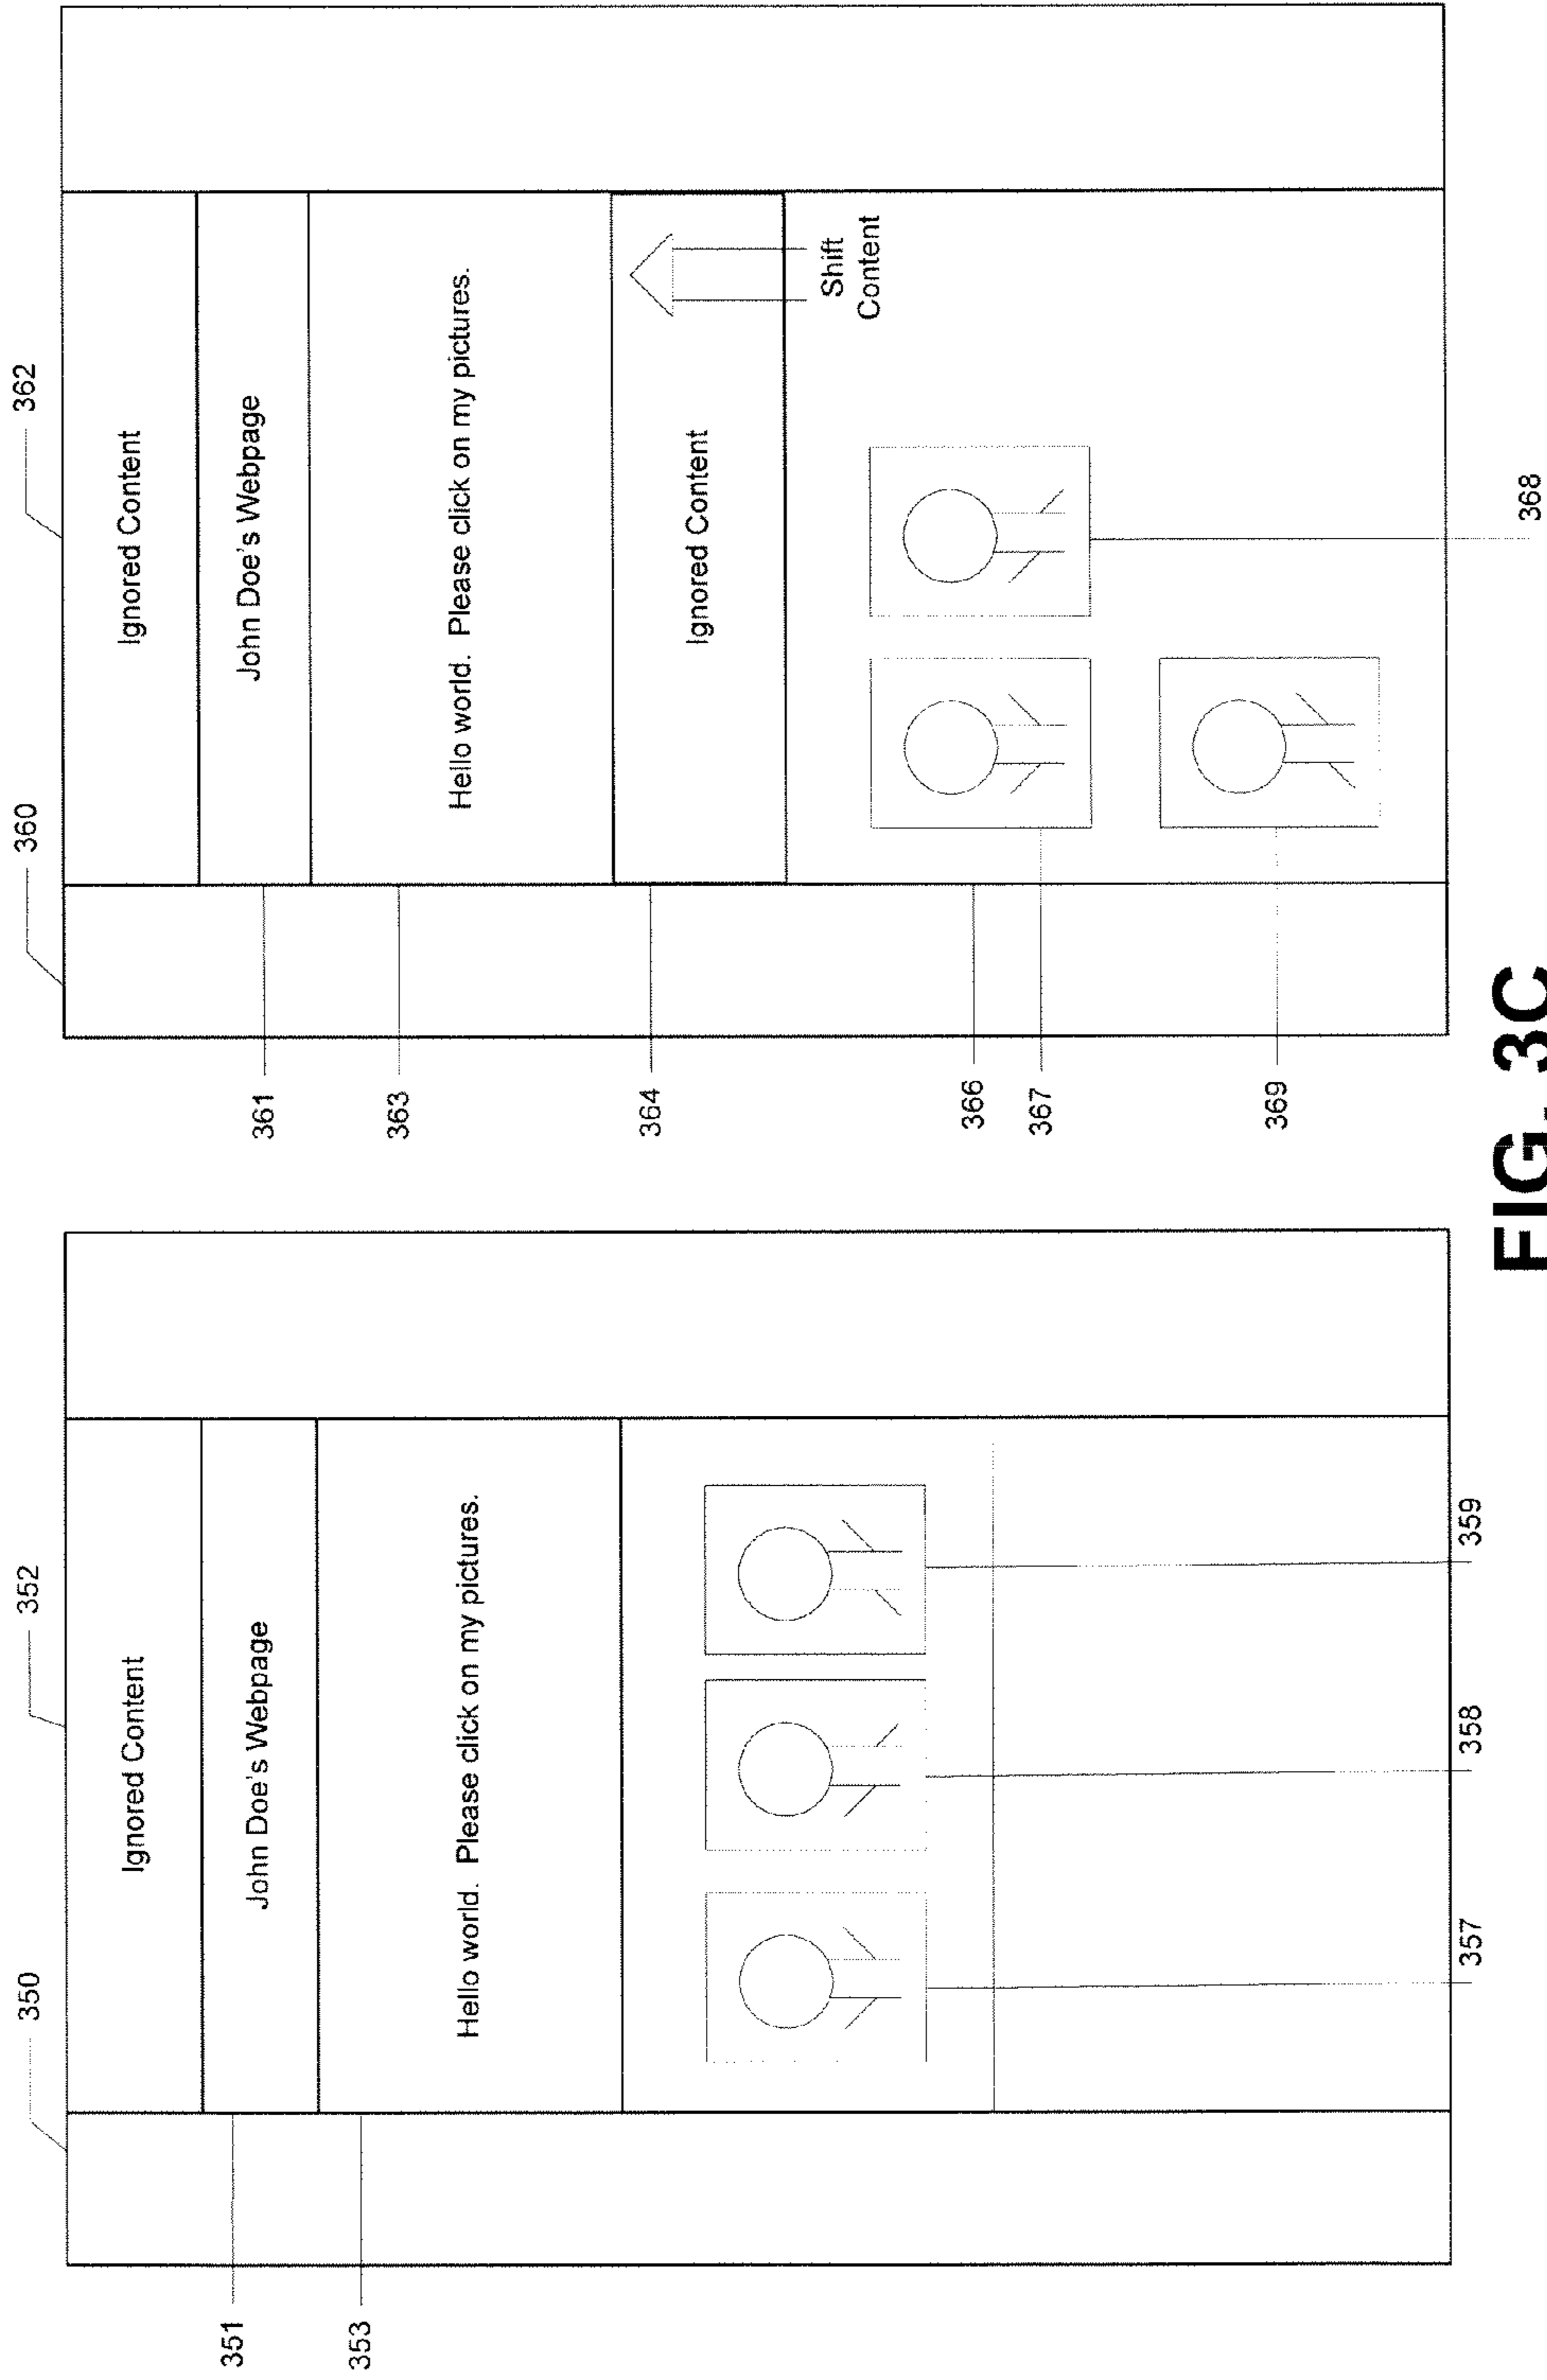 350
352
Ignored Content
351
John Doe's Webpage
353
Hello world. Please click on my pictures.
357
358
359
360
362
Ignored Content
361
John Doe's Webpage
363
Hello world. Please click on my pictures.
364
Ignored Content
Shift
Content
366
367
369
368
FIG. 3C